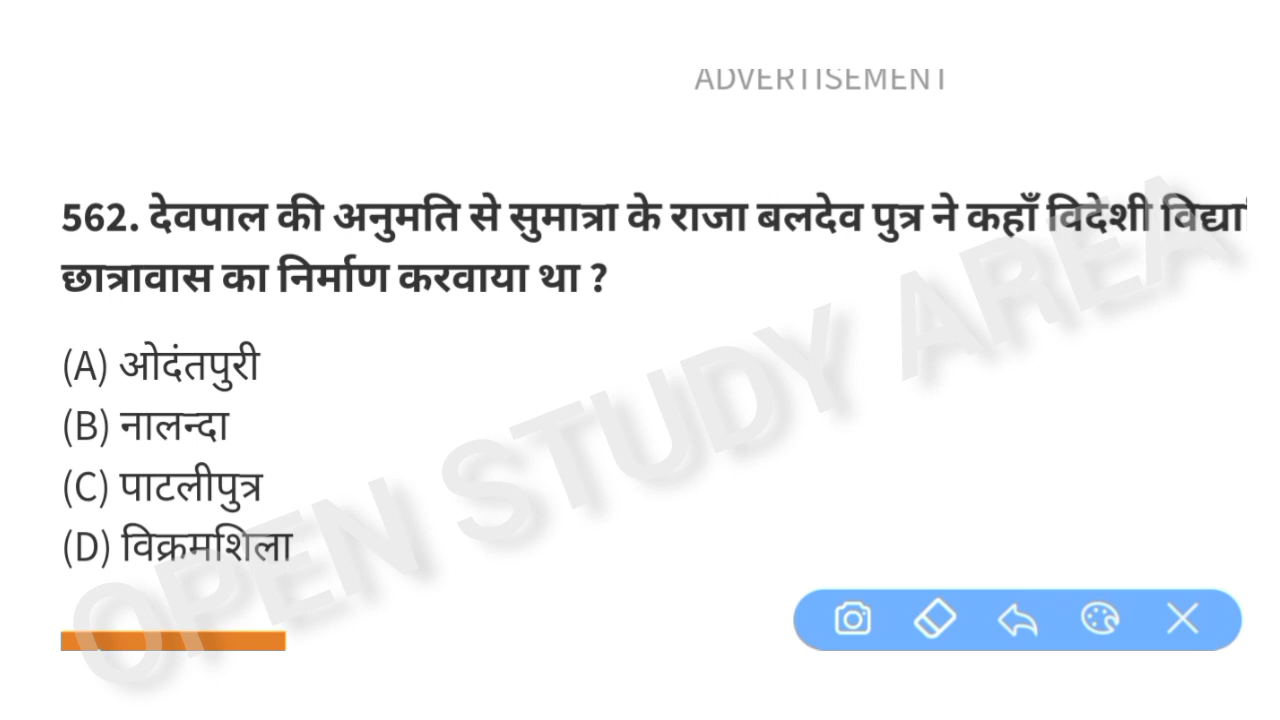 ADVERTISEMENT
562. देवपाल की अनुमति से सुमात्रा के राजा बलदेव पुत्र ने कहाँ विदेशी
छात्रावास का निर्माण करवाया था ?
(A) ओदंतपुरी
(B) नालन्दा
(C) पाटलीपुत्र
(D) विक्रमशिला
OPEN STUDY AREA